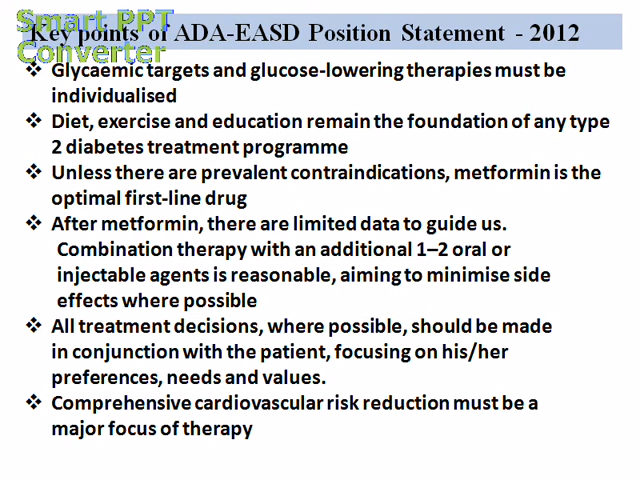 Smart PPT
Converter
Key points of ADA-EASD Position Statement - 2012
❖ Glycaemic targets and glucose-lowering therapies must be
individualised
❖ Diet, exercise and education remain the foundation of any type
2 diabetes treatment programme
❖ Unless there are prevalent contraindications, metformin is the
optimal first-line drug
❖ After metformin, there are limited data to guide us.
Combination therapy with an additional 1–2 oral or
injectable agents is reasonable, aiming to minimise side
effects where possible
❖ All treatment decisions, where possible, should be made
in conjunction with the patient, focusing on his/her
preferences, needs and values.
❖ Comprehensive cardiovascular risk reduction must be a
major focus of therapy